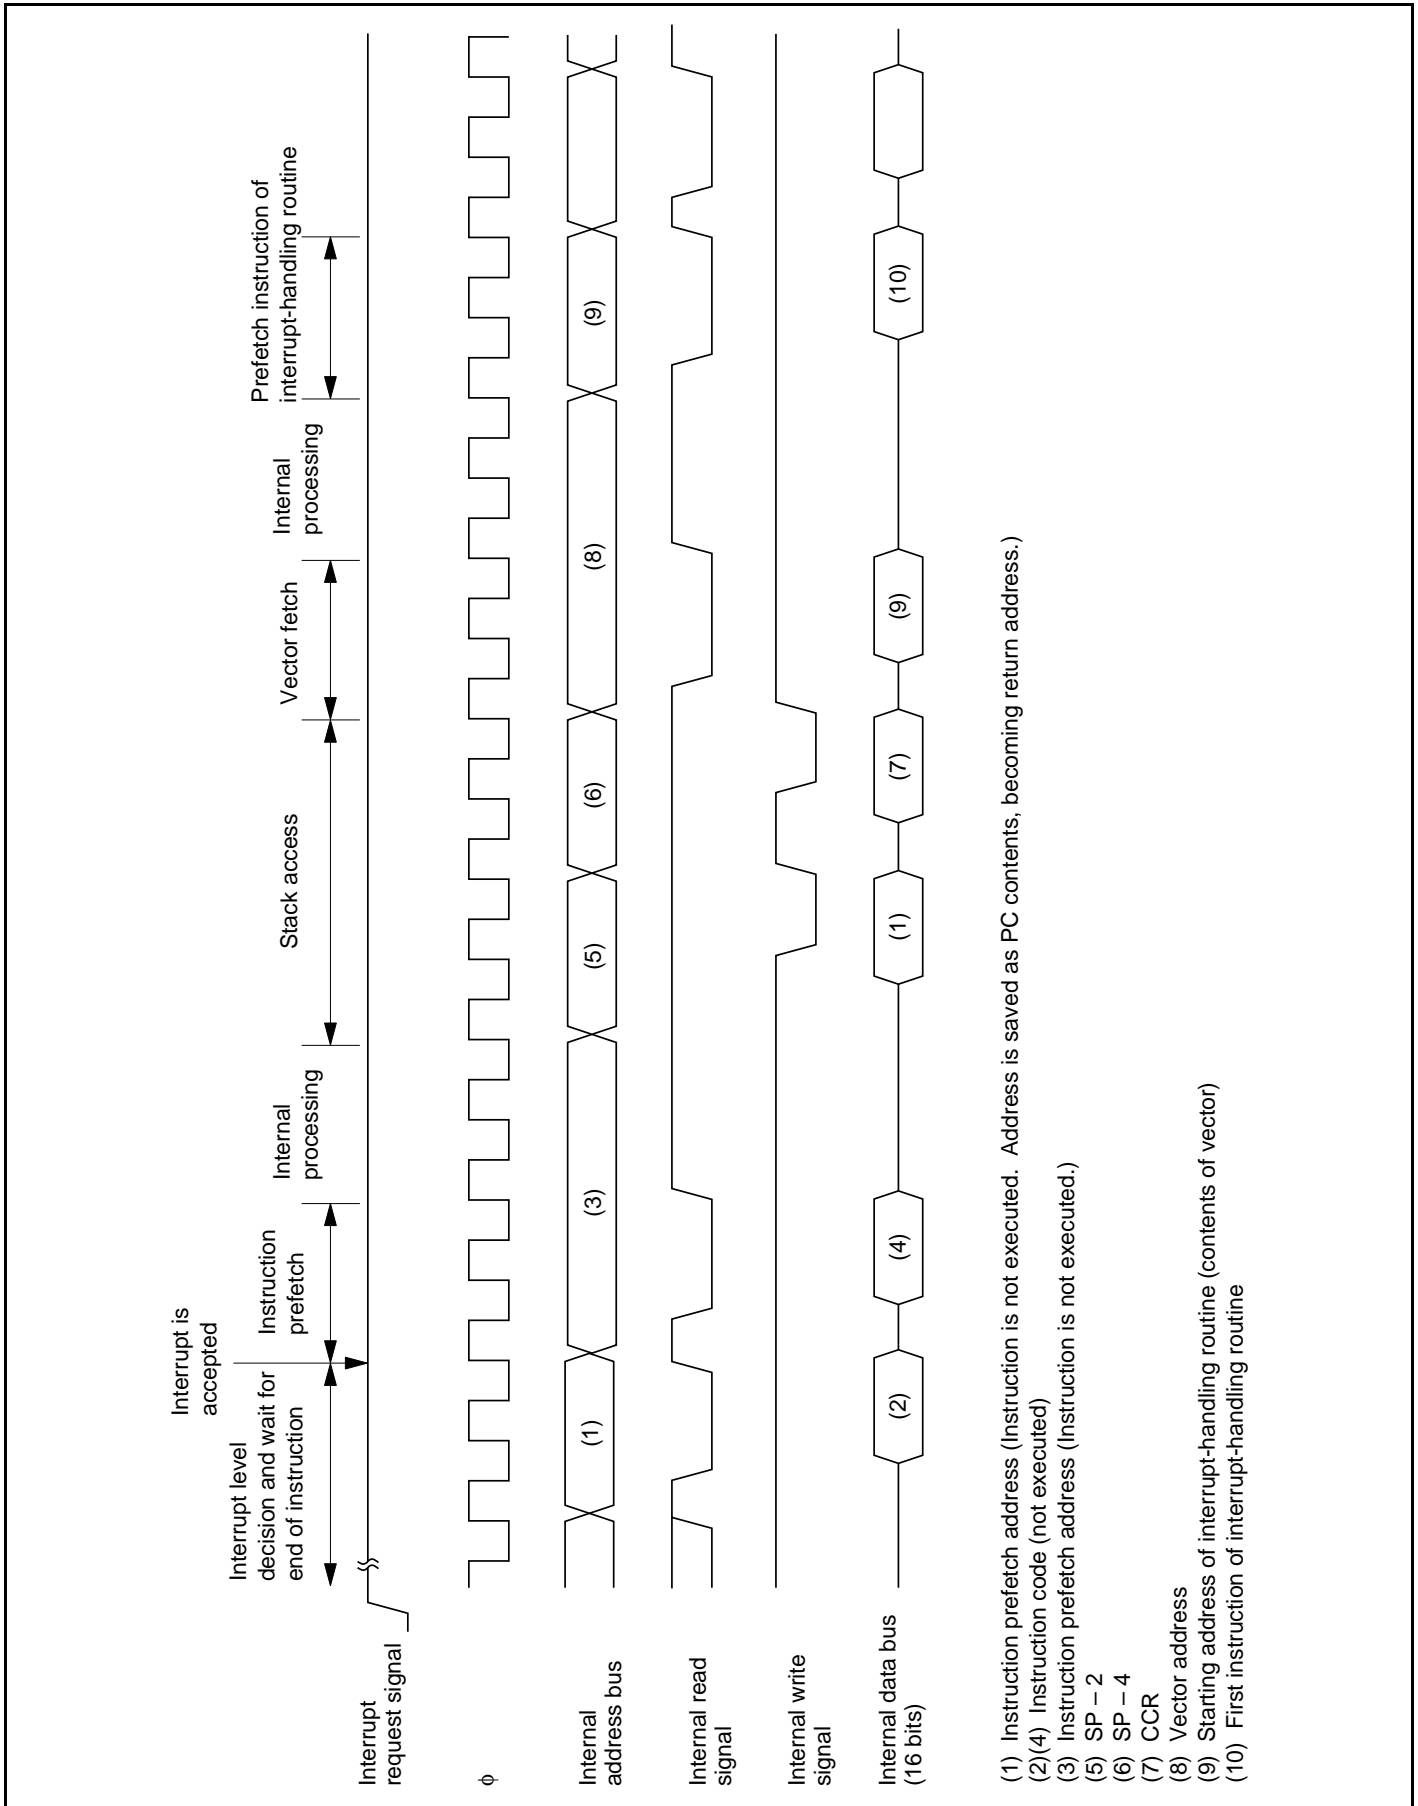 Interrupt level
decision and wait for
end of instruction
Interrupt is
accepted
Instruction
prefetch
Internal
processing
Stack access
Vector fetch
Internal
processing
Prefetch instruction of
interrupt-handling routine
Interrupt
request signal
φ
Internal
address bus
(1)
(3)
(5)
(6)
(8)
(9)
Internal read
signal
Internal write
signal
Internal data bus
(16 bits)
(2)
(4)
(1)
(7)
(9)
(10)
(1) Instruction prefetch address (Instruction is not executed. Address is saved as PC contents, becoming return address.)
(2)(4) Instruction code (not executed)
(3) Instruction prefetch address (Instruction is not executed.)
(5) SP – 2
(6) SP – 4
(7) CCR
(8) Vector address
(9) Starting address of interrupt-handling routine (contents of vector)
(10) First instruction of interrupt-handling routine